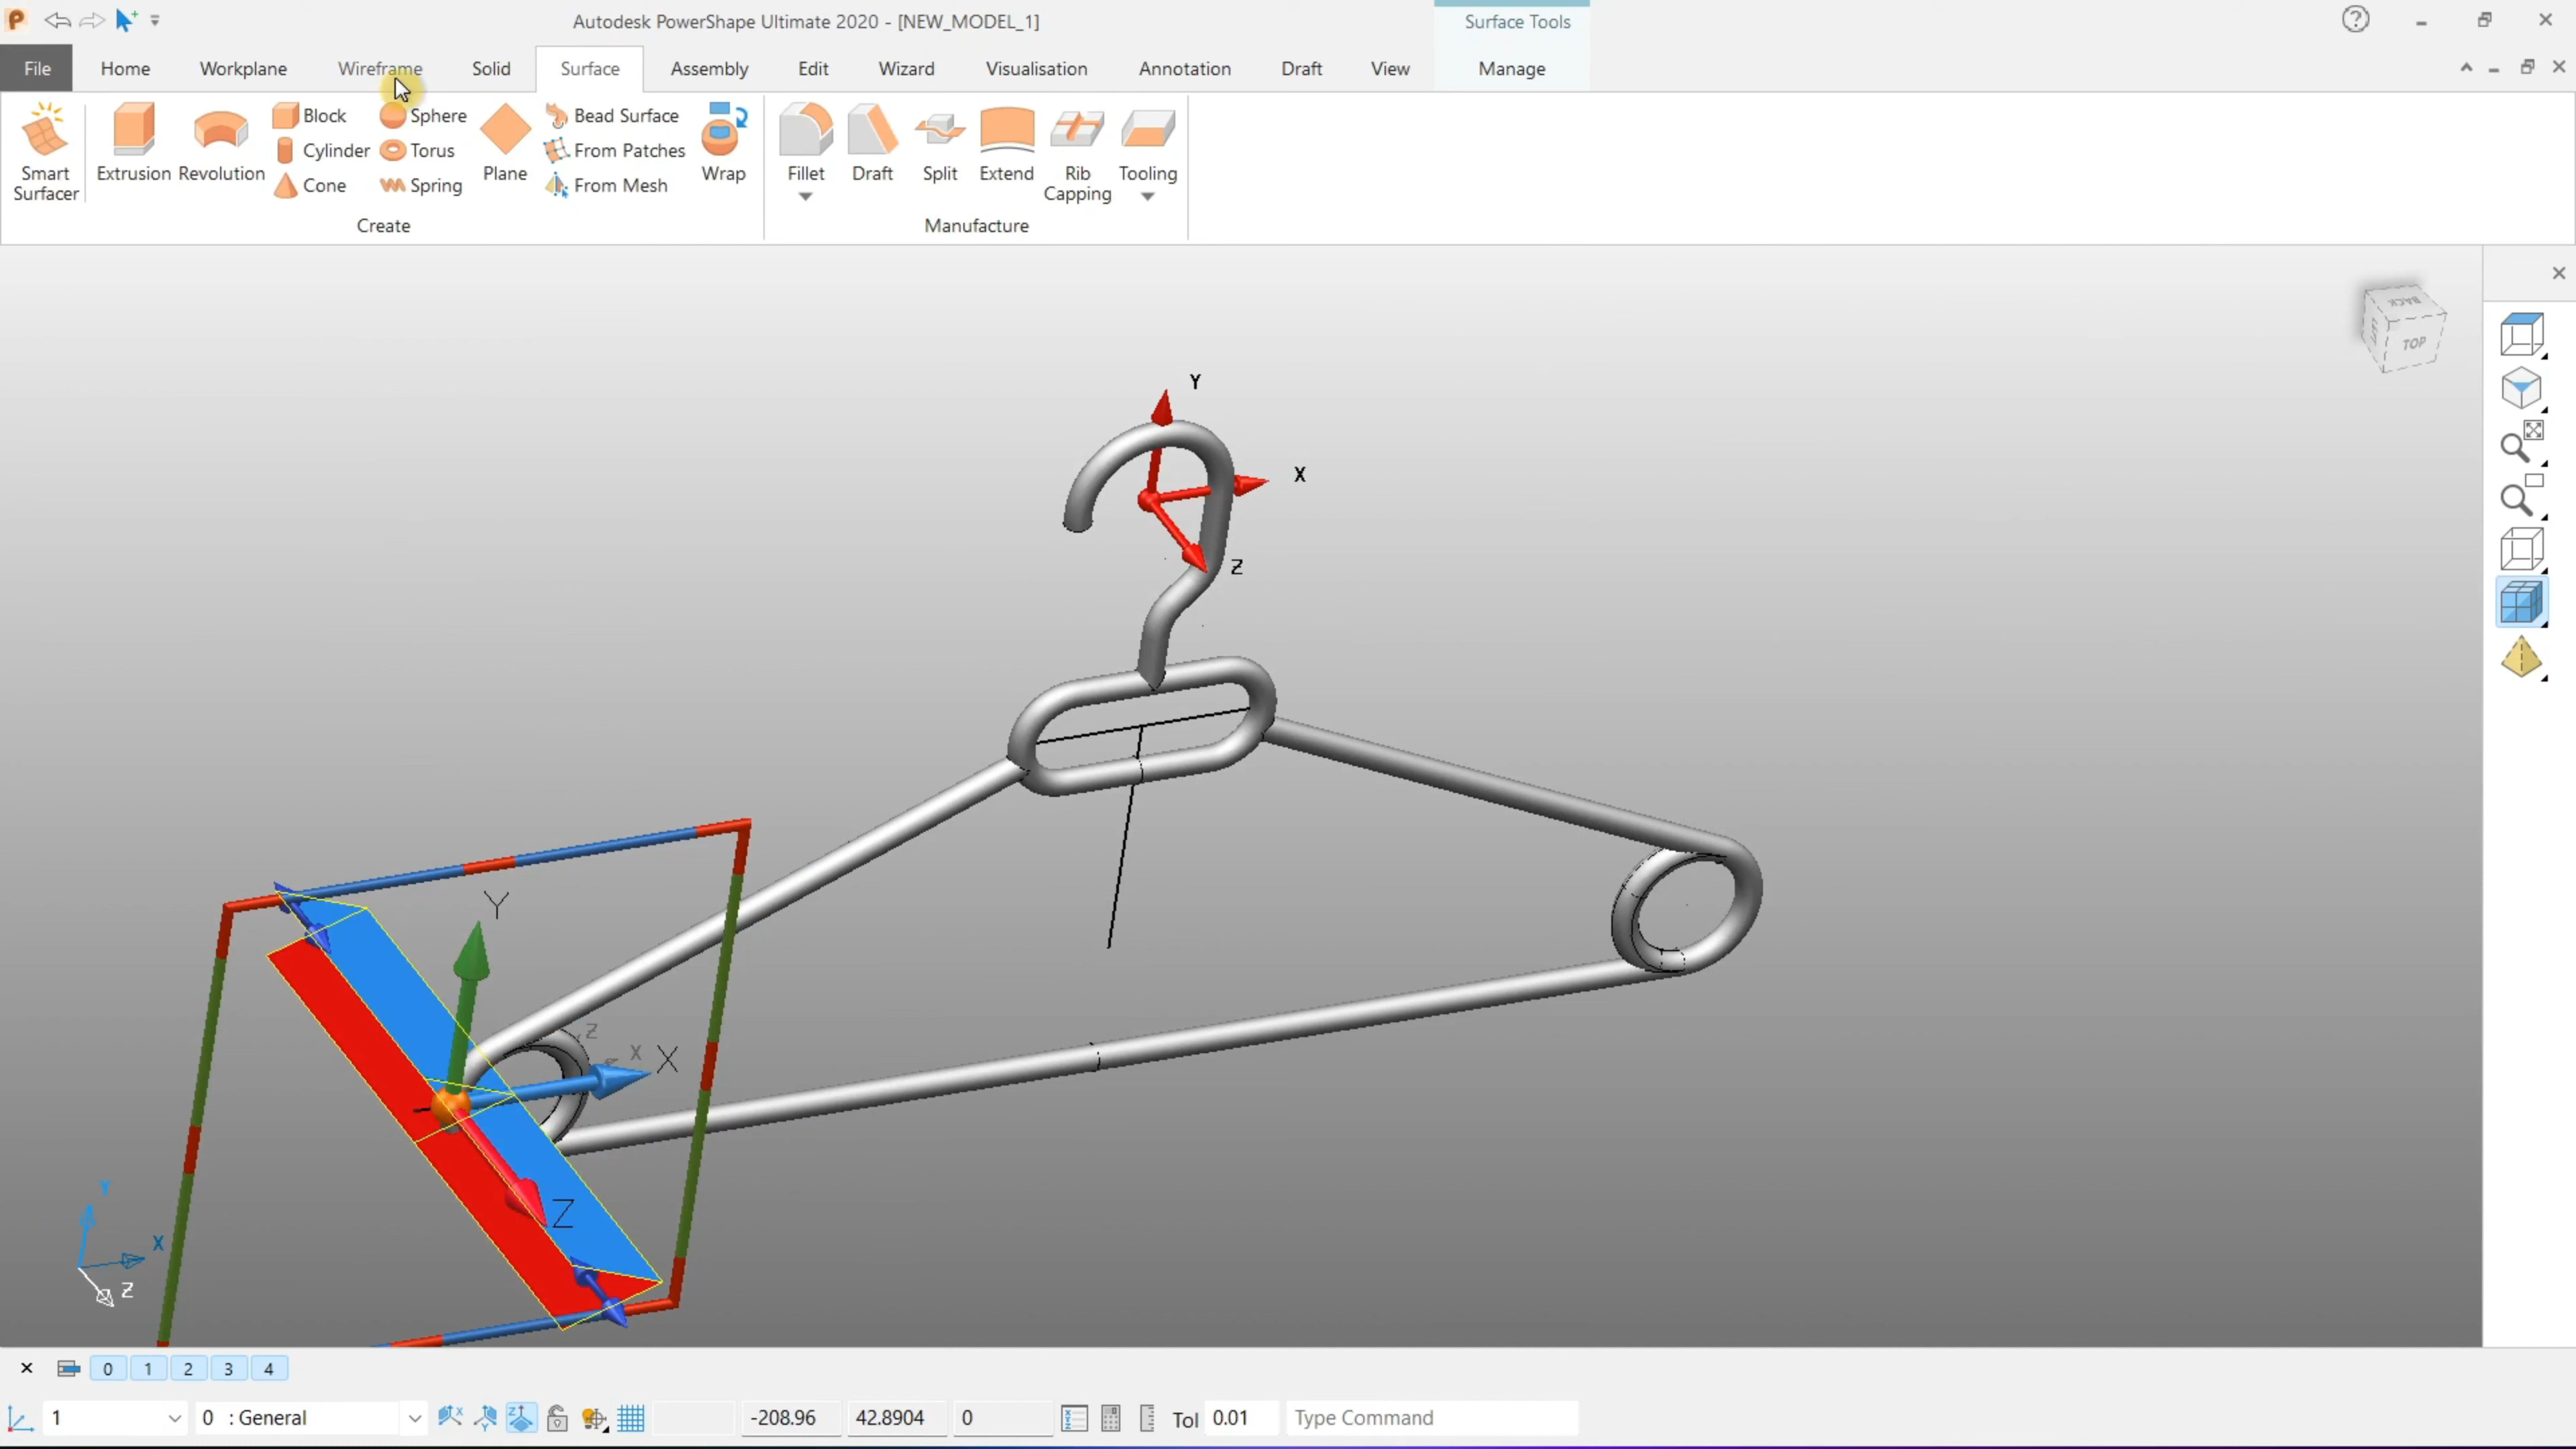 Autodesk PowerShape Ultimate 2020 - [NEW_MODEL_1]
Surface Tools
File Home Workplane Wireframe Solid Surface Assembly Edit Wizard Visualisation Annotation Draft View Manage
Smart Surfacer
Extrusion
Revolution
Block
Cylinder
Cone
Sphere
Torus
Spring
Plane
Bead Surface
From Patches
From Mesh
Wrap
Create
Fillet
Draft
Split
Extend
Rib Capping
Tooling
Manufacture
BACK
TOP
Y
X
Z
Y
X
Z
Z
X
Y
X
Z
0 1 2 3 4
1
0 : General
-208.96
42.8904
0
Tol
0.01
Type Command